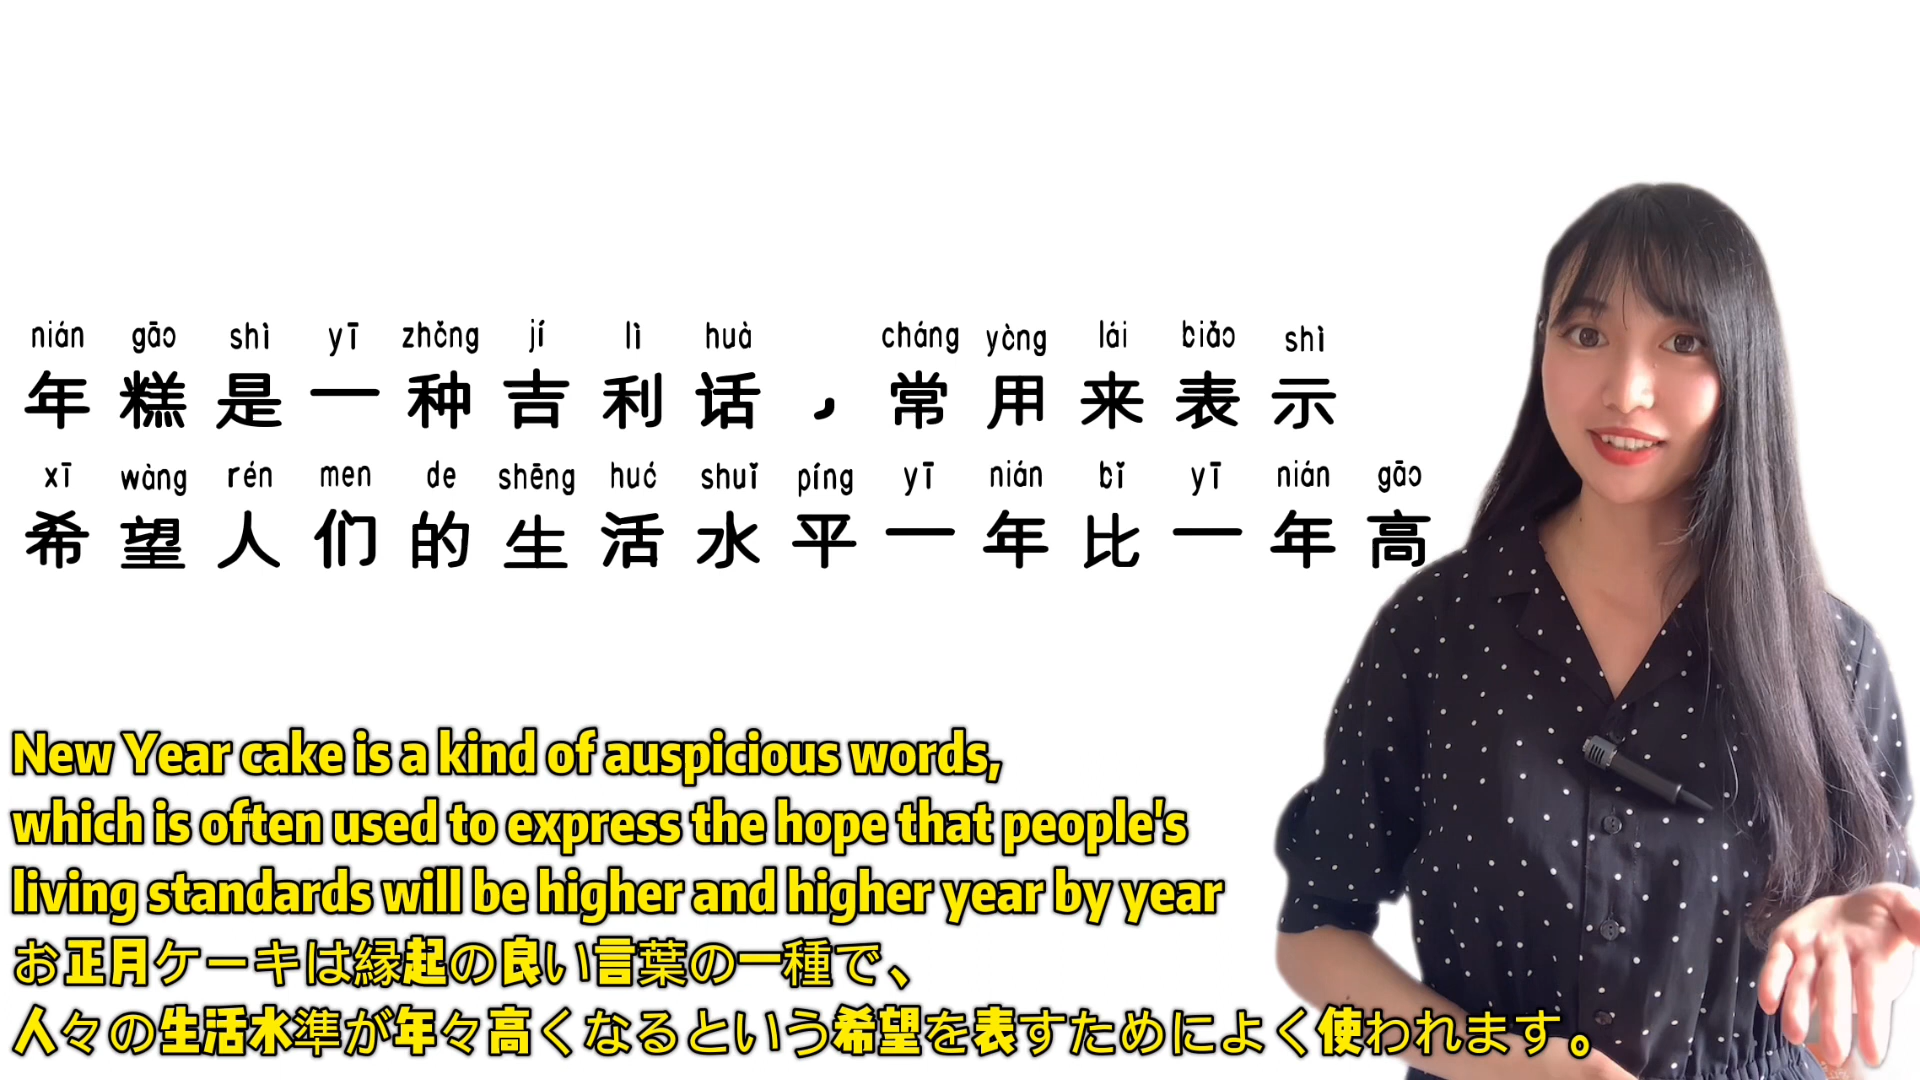 nián gāo shì yī zhǒng jí lì huà cháng yòng lái biǎo shì
年糕是一种吉利话，常用来表示
xī wàng rén men de shēng huó shuǐ píng yī nián bǐ yī nián gāo
希望人们的生活水平一年比一年高
New Year cake is a kind of auspicious words,
which is often used to express the hope that people's
living standards will be higher and higher year by year
お正月ケーキは縁起の良い言葉の一種で、
人々の生活水準が年々高くなるという希望を表すためによく使われます。